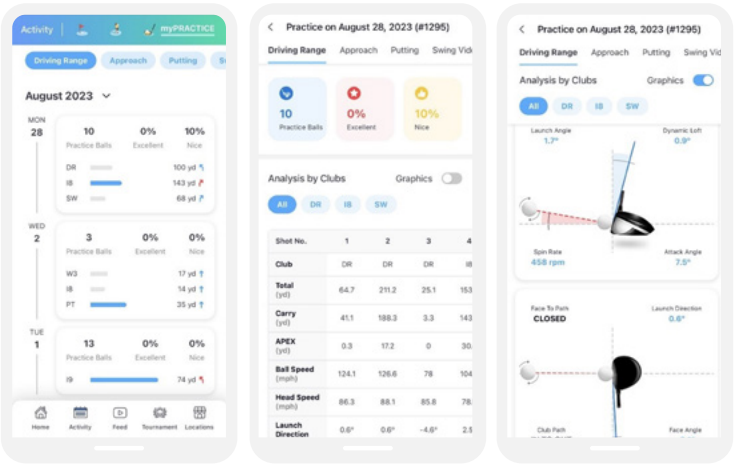 Activity myPRACTICE
Driving Range Approach Putting
August 2023
MON
28
10 0% 10%
Practice Balls Excellent Nice
DR 100 yd
I8 143 yd
SW 68 yd
WED
2
3 0% 0%
Practice Balls Excellent Nice
W3 17 yd
I8 14 yd
PT 35 yd
TUE
1
13 0% 0%
Practice Balls Excellent Nice
I9 74 yd
Home Activity Feed Tournament Locations
Practice on August 28, 2023 (#1295)
Driving Range Approach Putting Swing Vide
10 0% 10%
Practice Balls Excellent Nice
Analysis by Clubs Graphics
All DR I8 SW
Shot No. 1 2 3 4
Club DR DR DR I8
Total 64.7 211.2 25.1 153
(yd)
Carry 41.1 188.3 3.3 143
(yd)
APEX 0.3 17.2 0 30.
(yd)
Ball Speed 124.1 126.6 78 104
(mph)
Head Speed 86.3 88.1 85.8 78.
(mph)
Launch 0.6° 0.6° -4.6° 2.5
Direction
Practice on August 28, 2023 (#1295)
Driving Range Approach Putting Swing Vid
Analysis by Clubs Graphics
All DR I8 SW
Launch Angle Dynamic Loft
1.7° 0.9°
Spin Rate Attack Angle
458 rpm 7.5°
Face To Path Launch Direction
CLOSED 0.6°
Club Path Face Angle